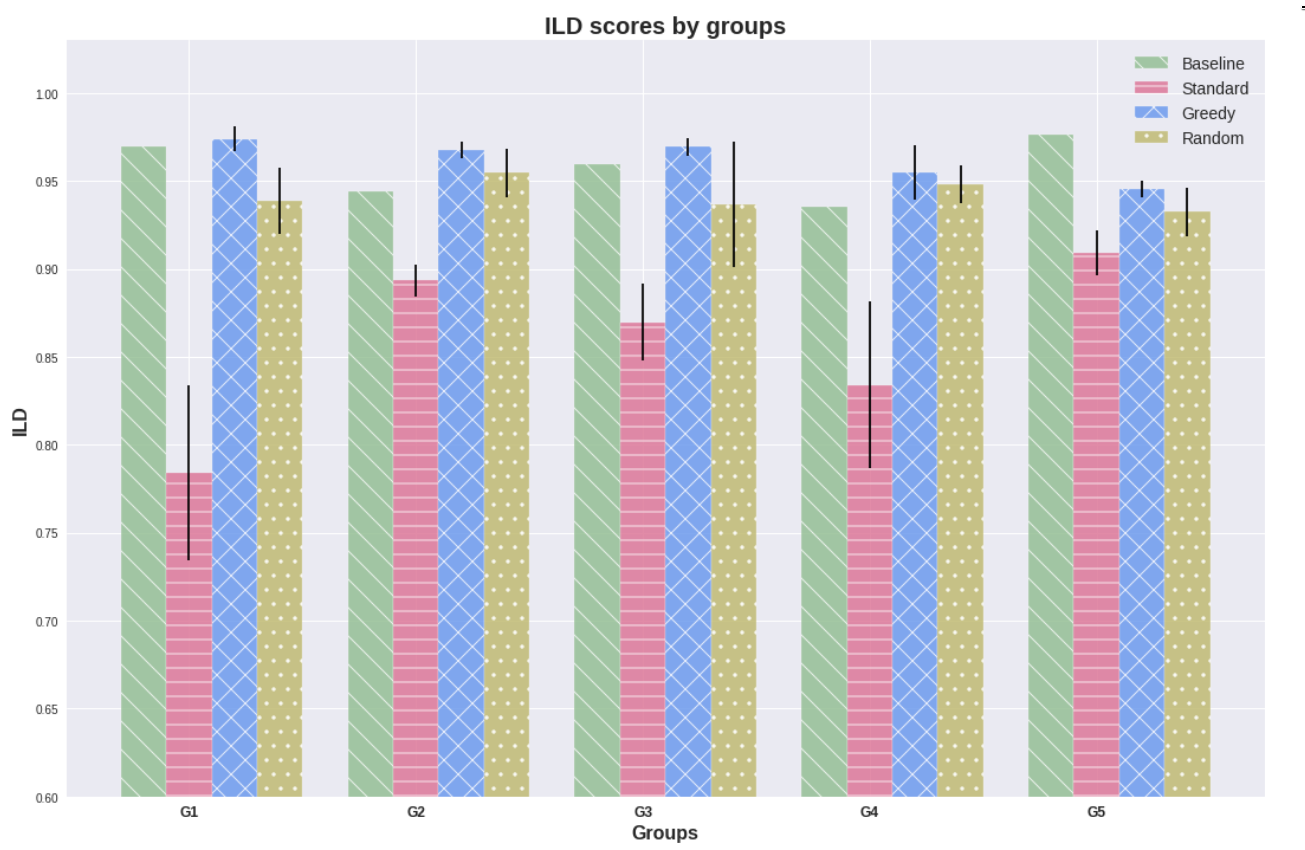 ILD scores by groups
Baseline
Standard
Greedy
Random
1.00
0.95
0.90
0.85
0.80
0.75
0.70
0.65
0.60
ILD
G1 G2 G3 G4 G5
Groups